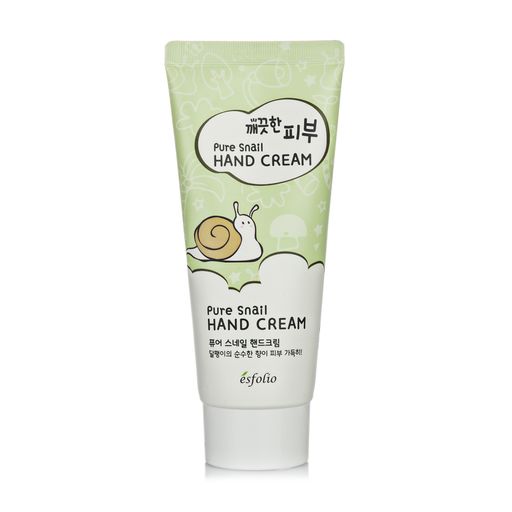 깨끗한 피부
Pure Snail
HAND CREAM
Pure Snail
HAND CREAM
퓨어 스네일 핸드크림
달팽이의 순수한 향이 피부 가득히!
esfolio